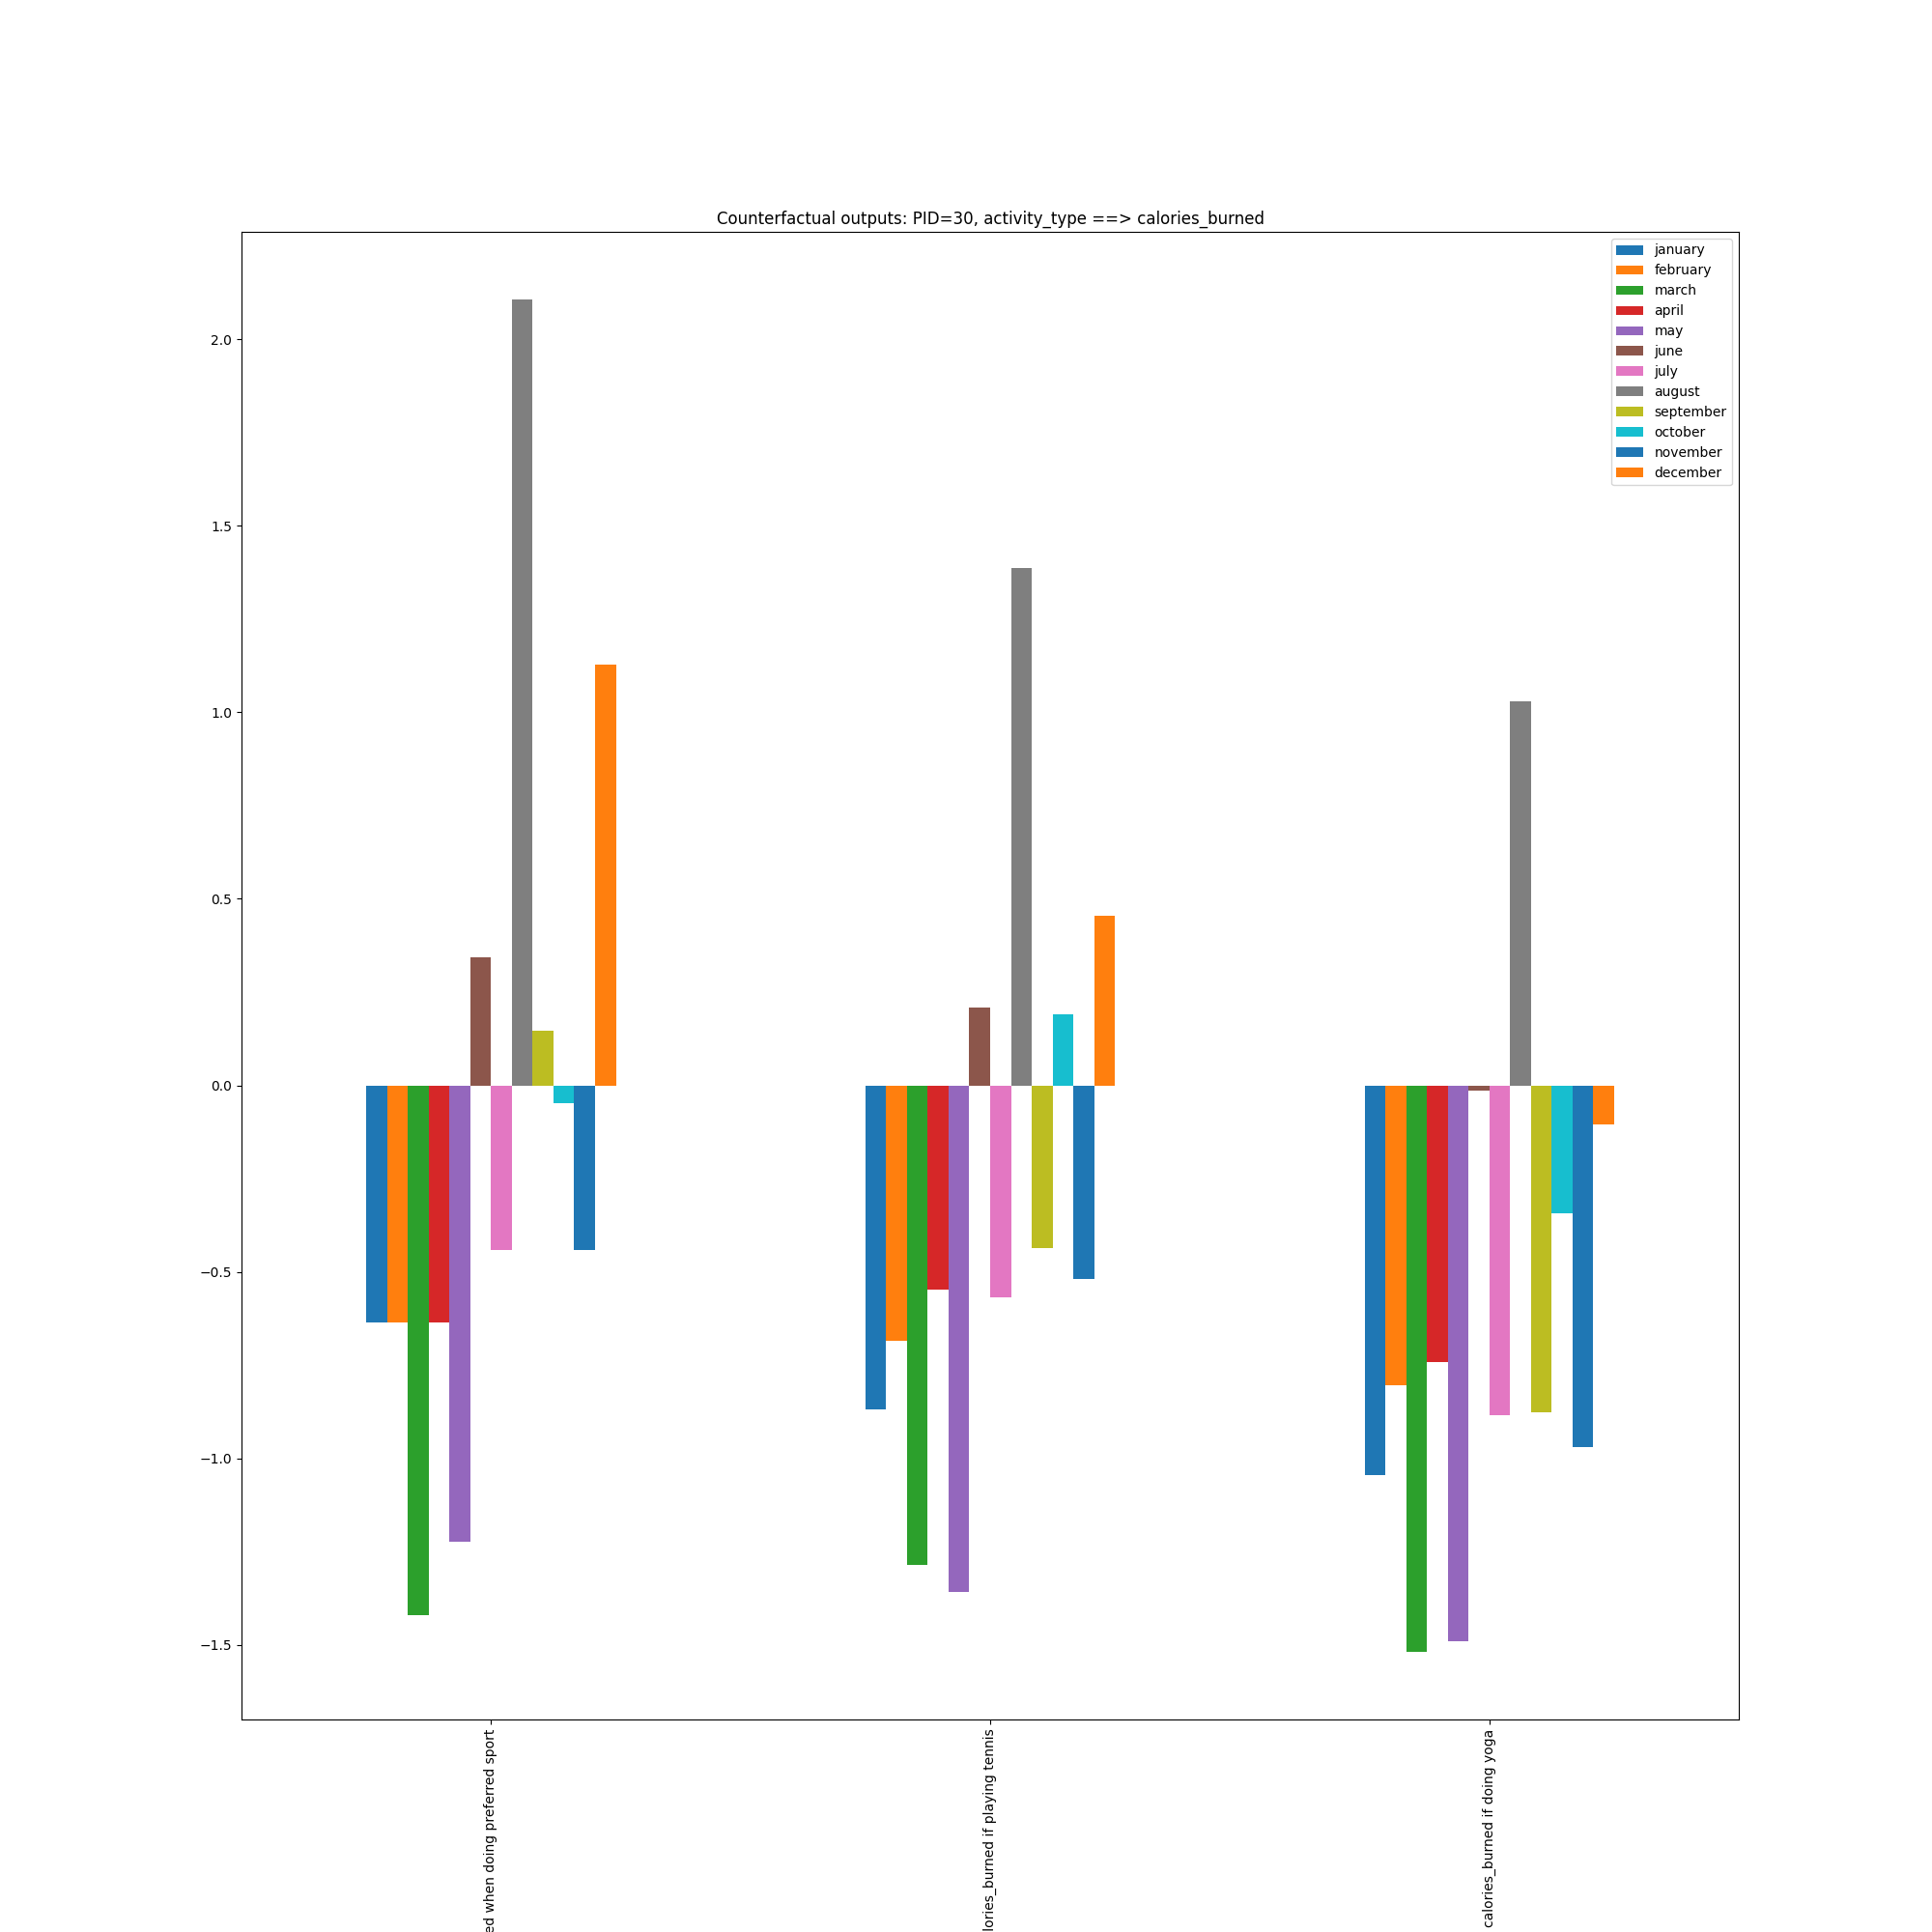 Counterfactual outputs: PID=30, activity_type ==> calories_burned
january
february
march
april
may
june
july
august
september
october
november
december
2.0
1.5
1.0
0.5
0.0
−0.5
−1.0
−1.5
ed when doing preferred sport
lories_burned if playing tennis
calories_burned if doing yoga